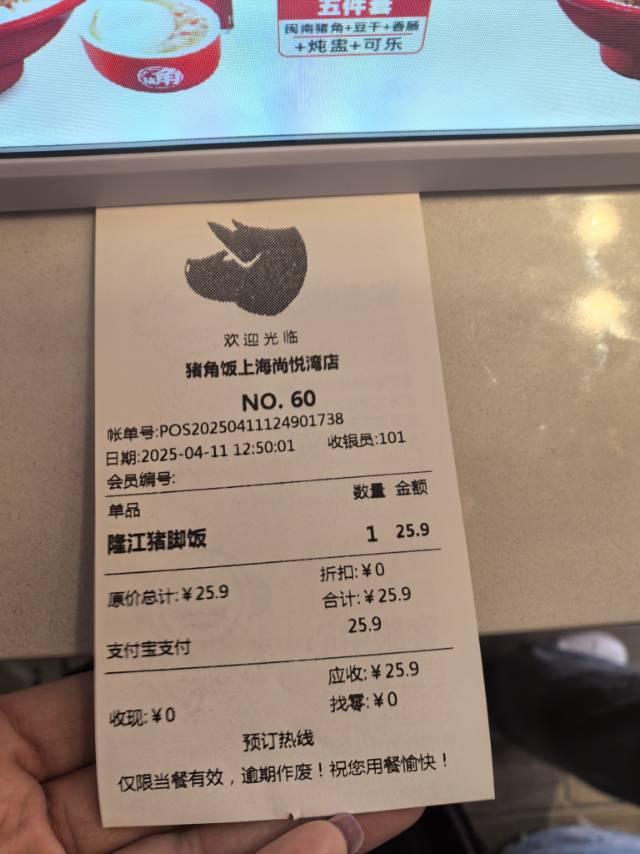 五件套
闽南猪角+豆干+香肠
+炖盅+可乐
角
欢迎光临
猪角饭上海尚悦湾店
NO. 60
帐单号:POS20250411124901738
日期:2025-04-11 12:50:01 收银员:101
会员编号:
单品 数量 金额
隆江猪脚饭 1 25.9
折扣:￥0
原价总计:￥25.9 合计:￥25.9
25.9
支付宝支付
应收:￥25.9
收现:￥0 找零:￥0
预订热线
仅限当餐有效，逾期作废！祝您用餐愉快！